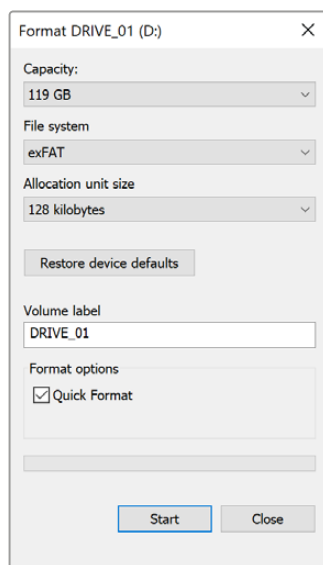 Format DRIVE_01 (D:)
Capacity:
119 GB
File system
exFAT
Allocation unit size
128 kilobytes
Restore device defaults
Volume label
DRIVE_01
Format options
Quick Format
Start
Close